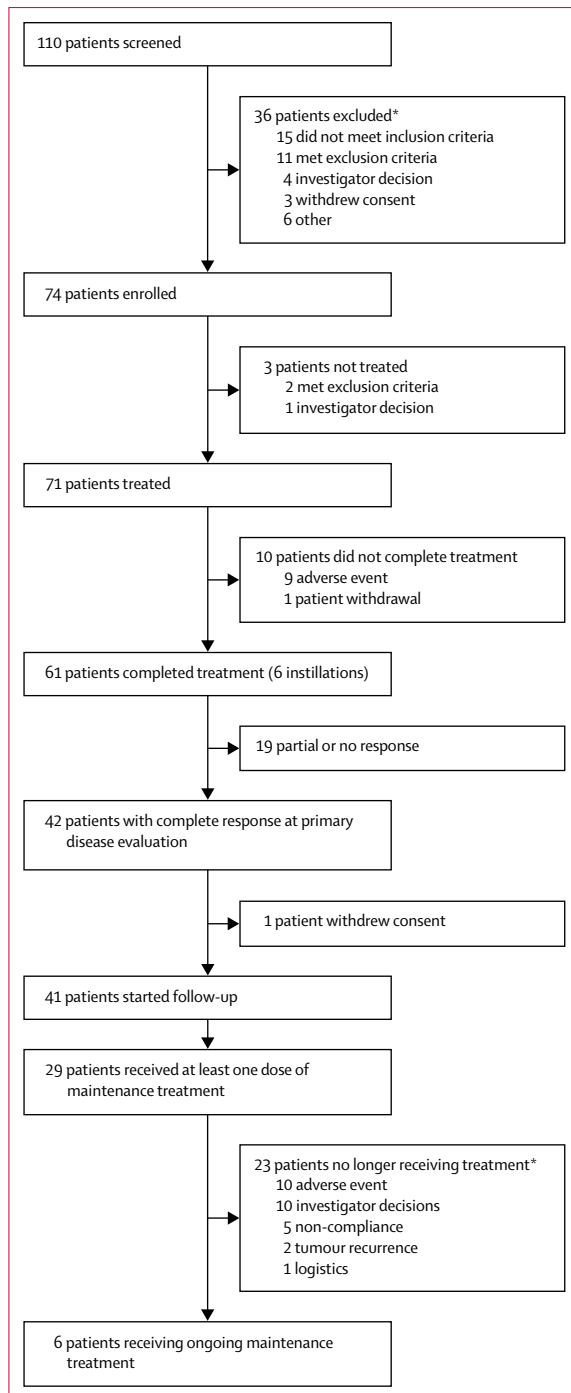 110 patients screened
36 patients excluded*
15 did not meet inclusion criteria
11 met exclusion criteria
4 investigator decision
3 withdrew consent
6 other
74 patients enrolled
3 patients not treated
2 met exclusion criteria
1 investigator decision
71 patients treated
10 patients did not complete treatment
9 adverse event
1 patient withdrawal
61 patients completed treatment (6 instillations)
19 partial or no response
42 patients with complete response at primary
disease evaluation
1 patient withdrew consent
41 patients started follow-up
29 patients received at least one dose of
maintenance treatment
23 patients no longer receiving treatment*
10 adverse event
10 investigator decisions
5 non-compliance
2 tumour recurrence
1 logistics
6 patients receiving ongoing maintenance
treatment